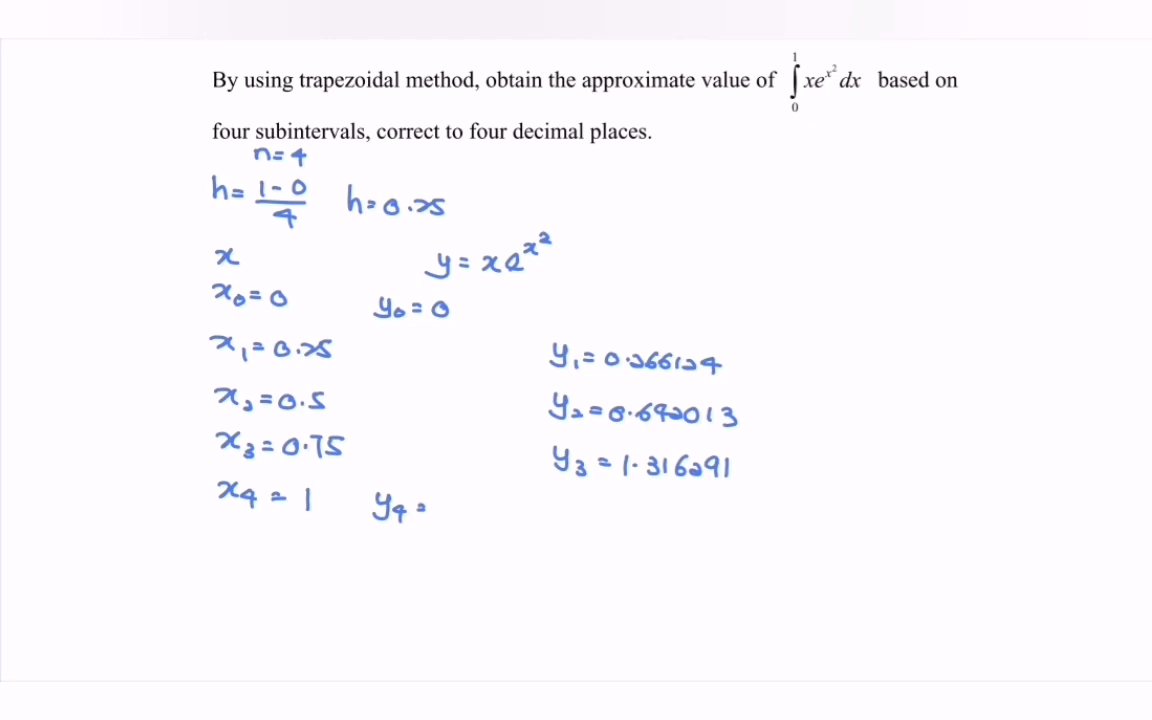 By using trapezoidal method, obtain the approximate value of ∫₀¹ xe^{x²} dx based on
four subintervals, correct to four decimal places.
n=4
h= 1-0/4 h=0.25
x y = xe^{x²}
x₀=0 y₀=0
x₁=0.25 y₁=0.266124
x₂=0.5 y₂=0.642013
x₃=0.75 y₃=1.316291
x₄=1 y₄=